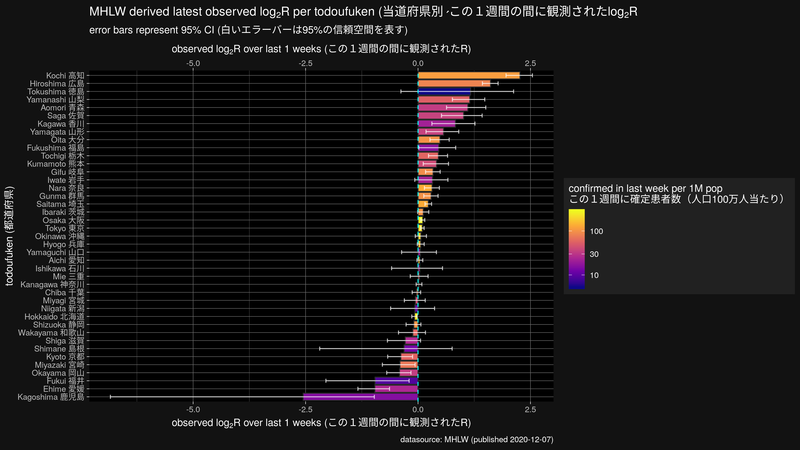 MHLW derived latest observed log₂R per todoufuken (当道府県別 -この１週間の間に観測されたlog₂R
error bars represent 95% CI (白いエラーバーは95%の信頼空間を表す)
observed log₂R over last 1 weeks (この１週間の間に観測されたR)
-5.0 -2.5 0.0 2.5
todoufuken (都道府県)
Kochi 高知
Hiroshima 広島
Tokushima 徳島
Yamanashi 山梨
Aomori 青森
Saga 佐賀
Kagawa 香川
Yamagata 山形
Oita 大分
Fukushima 福島
Tochigi 栃木
Kumamoto 熊本
Gifu 岐阜
Iwate 岩手
Nara 奈良
Gunma 群馬
Saitama 埼玉
Ibaraki 茨城
Osaka 大阪
Tokyo 東京
Okinawa 沖縄
Hyogo 兵庫
Yamaguchi 山口
Aichi 愛知
Ishikawa 石川
Mie 三重
Kanagawa 神奈川
Chiba 千葉
Miyagi 宮城
Niigata 新潟
Hokkaido 北海道
Shizuoka 静岡
Wakayama 和歌山
Shiga 滋賀
Shimane 島根
Kyoto 京都
Miyazaki 宮崎
Okayama 岡山
Fukui 福井
Ehime 愛媛
Kagoshima 鹿児島
-5.0 -2.5 0.0 2.5
observed log₂R over last 1 weeks (この１週間の間に観測されたR)
confirmed in last week per 1M pop
この１週間に確定患者数（人口100万人当たり）
100
30
10
datasource: MHLW (published 2020-12-07)